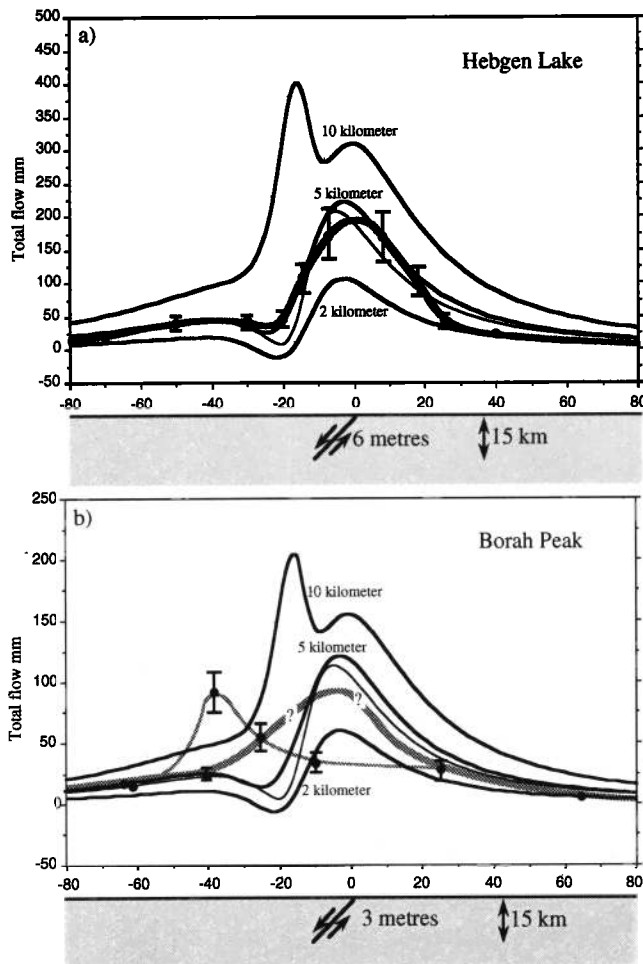 a)
Hebgen Lake
500
450
400
350
300
250
200
150
100
50
0
-50
Total flow mm
10 kilometer
5 kilometer
2 kilometer
-80 -60 -40 -20 0 20 40 60 80
6 metres
15 km
b)
Borah Peak
250
200
150
100
50
0
-50
Total flow mm
10 kilometer
5 kilometer
? ?
2 kilometer
-80 -60 -40 -20 0 20 40 60 80
3 metres
15 km